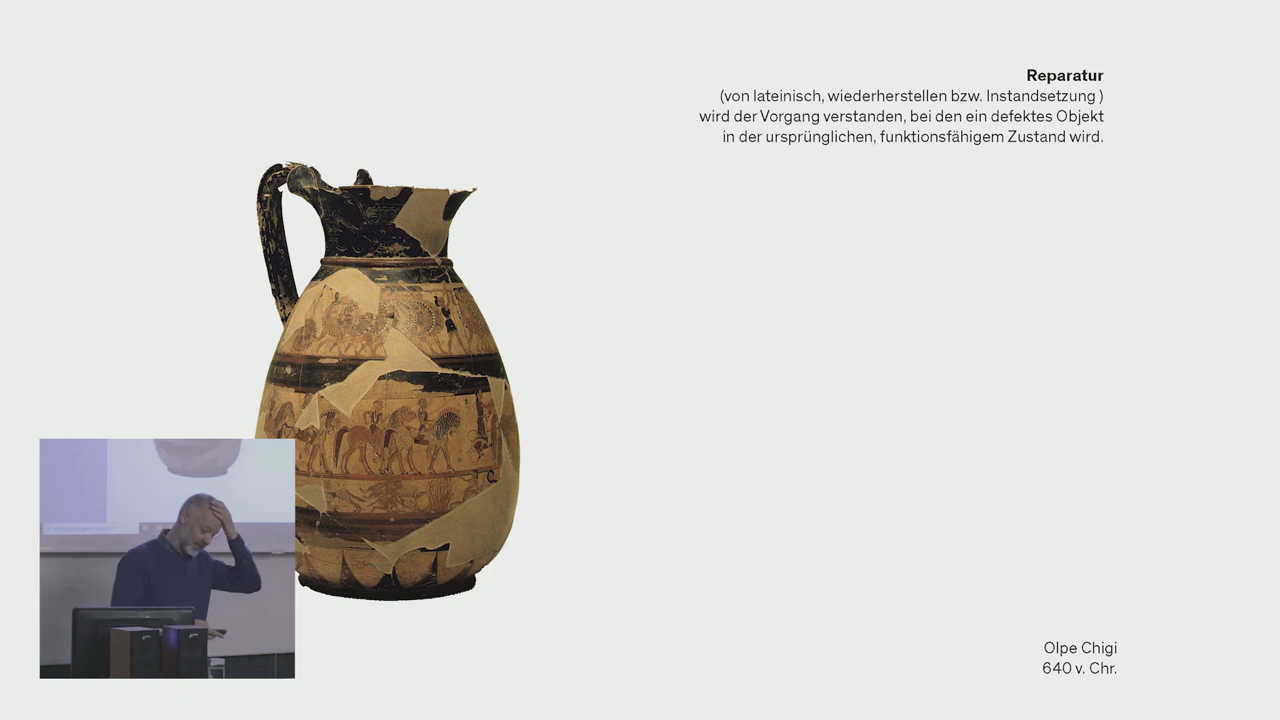 Reparatur
(von lateinisch, wiederherstellen bzw. Instandsetzung )
wird der Vorgang verstanden, bei den ein defektes Objekt
in der ursprünglichen, funktionsfähigem Zustand wird.
Olpe Chigi
640 v. Chr.